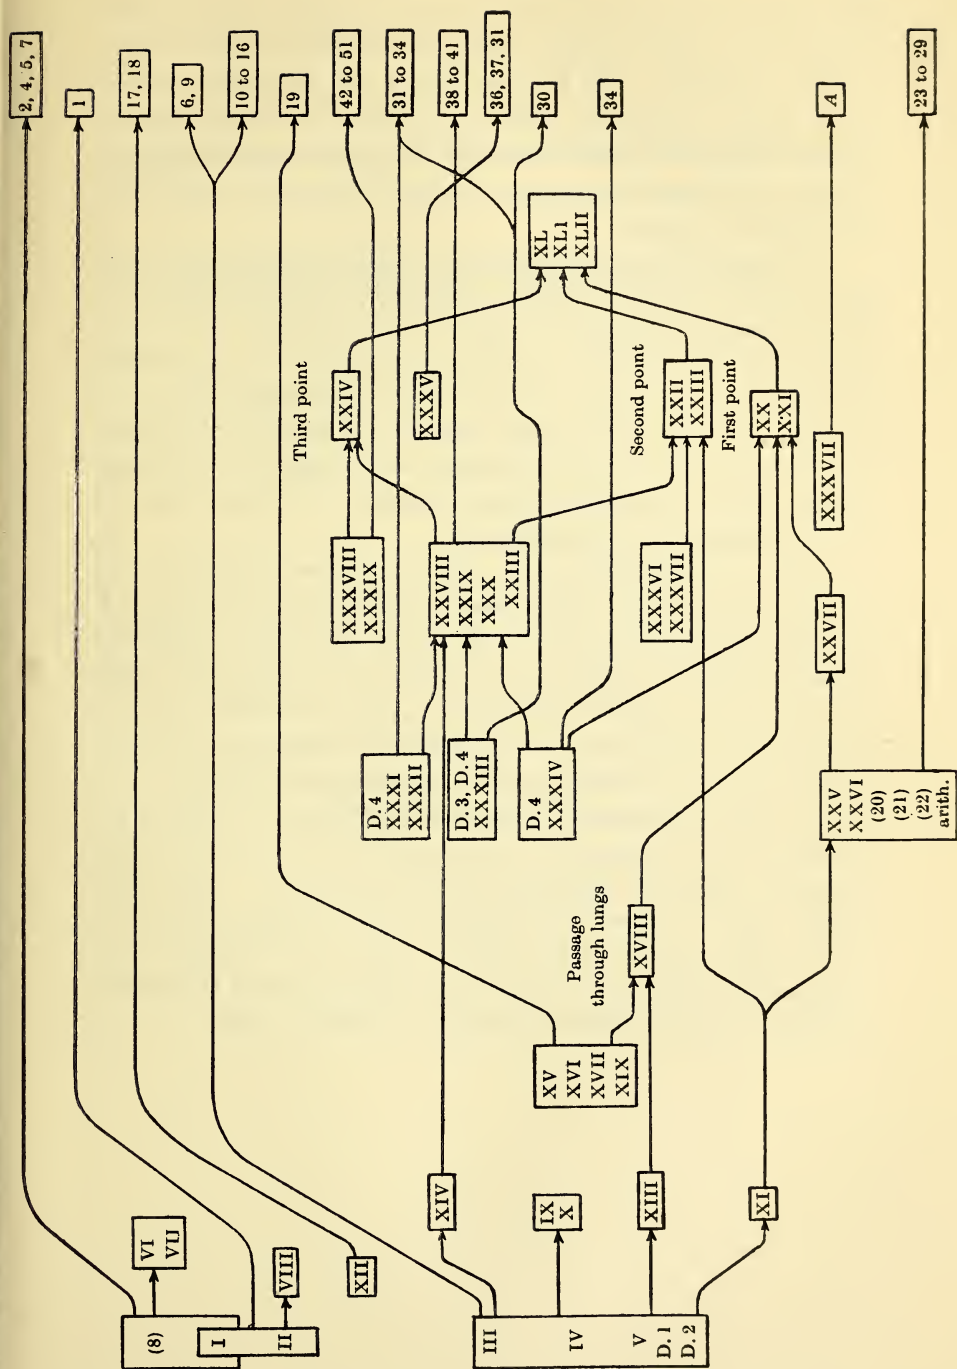 (8)
I
II
III
IV
V
D. 1
D. 2
VI
VII
VIII
XII
XIV
IX
X
XIII
XI
XV
XVI
XVII
XIX
Passage
through lungs
XVIII
D. 4
XXXI
XXXII
D. 3, D. 4
XXXIII
D. 4
XXXIV
XXV
XXVI
(20)
(21)
(22)
arith.
XXXVIII
XXXIX
XXVIII
XXIX
XXX
XXIII
XXXVI
XXXVII
XXVII
Third point
XXIV
XXXV
Second point
XXII
XXIII
First point
XX
XXI
XXXVII
XL
XLI
XLII
2, 4, 5, 7
1
17, 18
6, 9
10 to 16
19
42 to 51
31 to 34
38 to 41
36, 37, 31
30
34
A
23 to 29